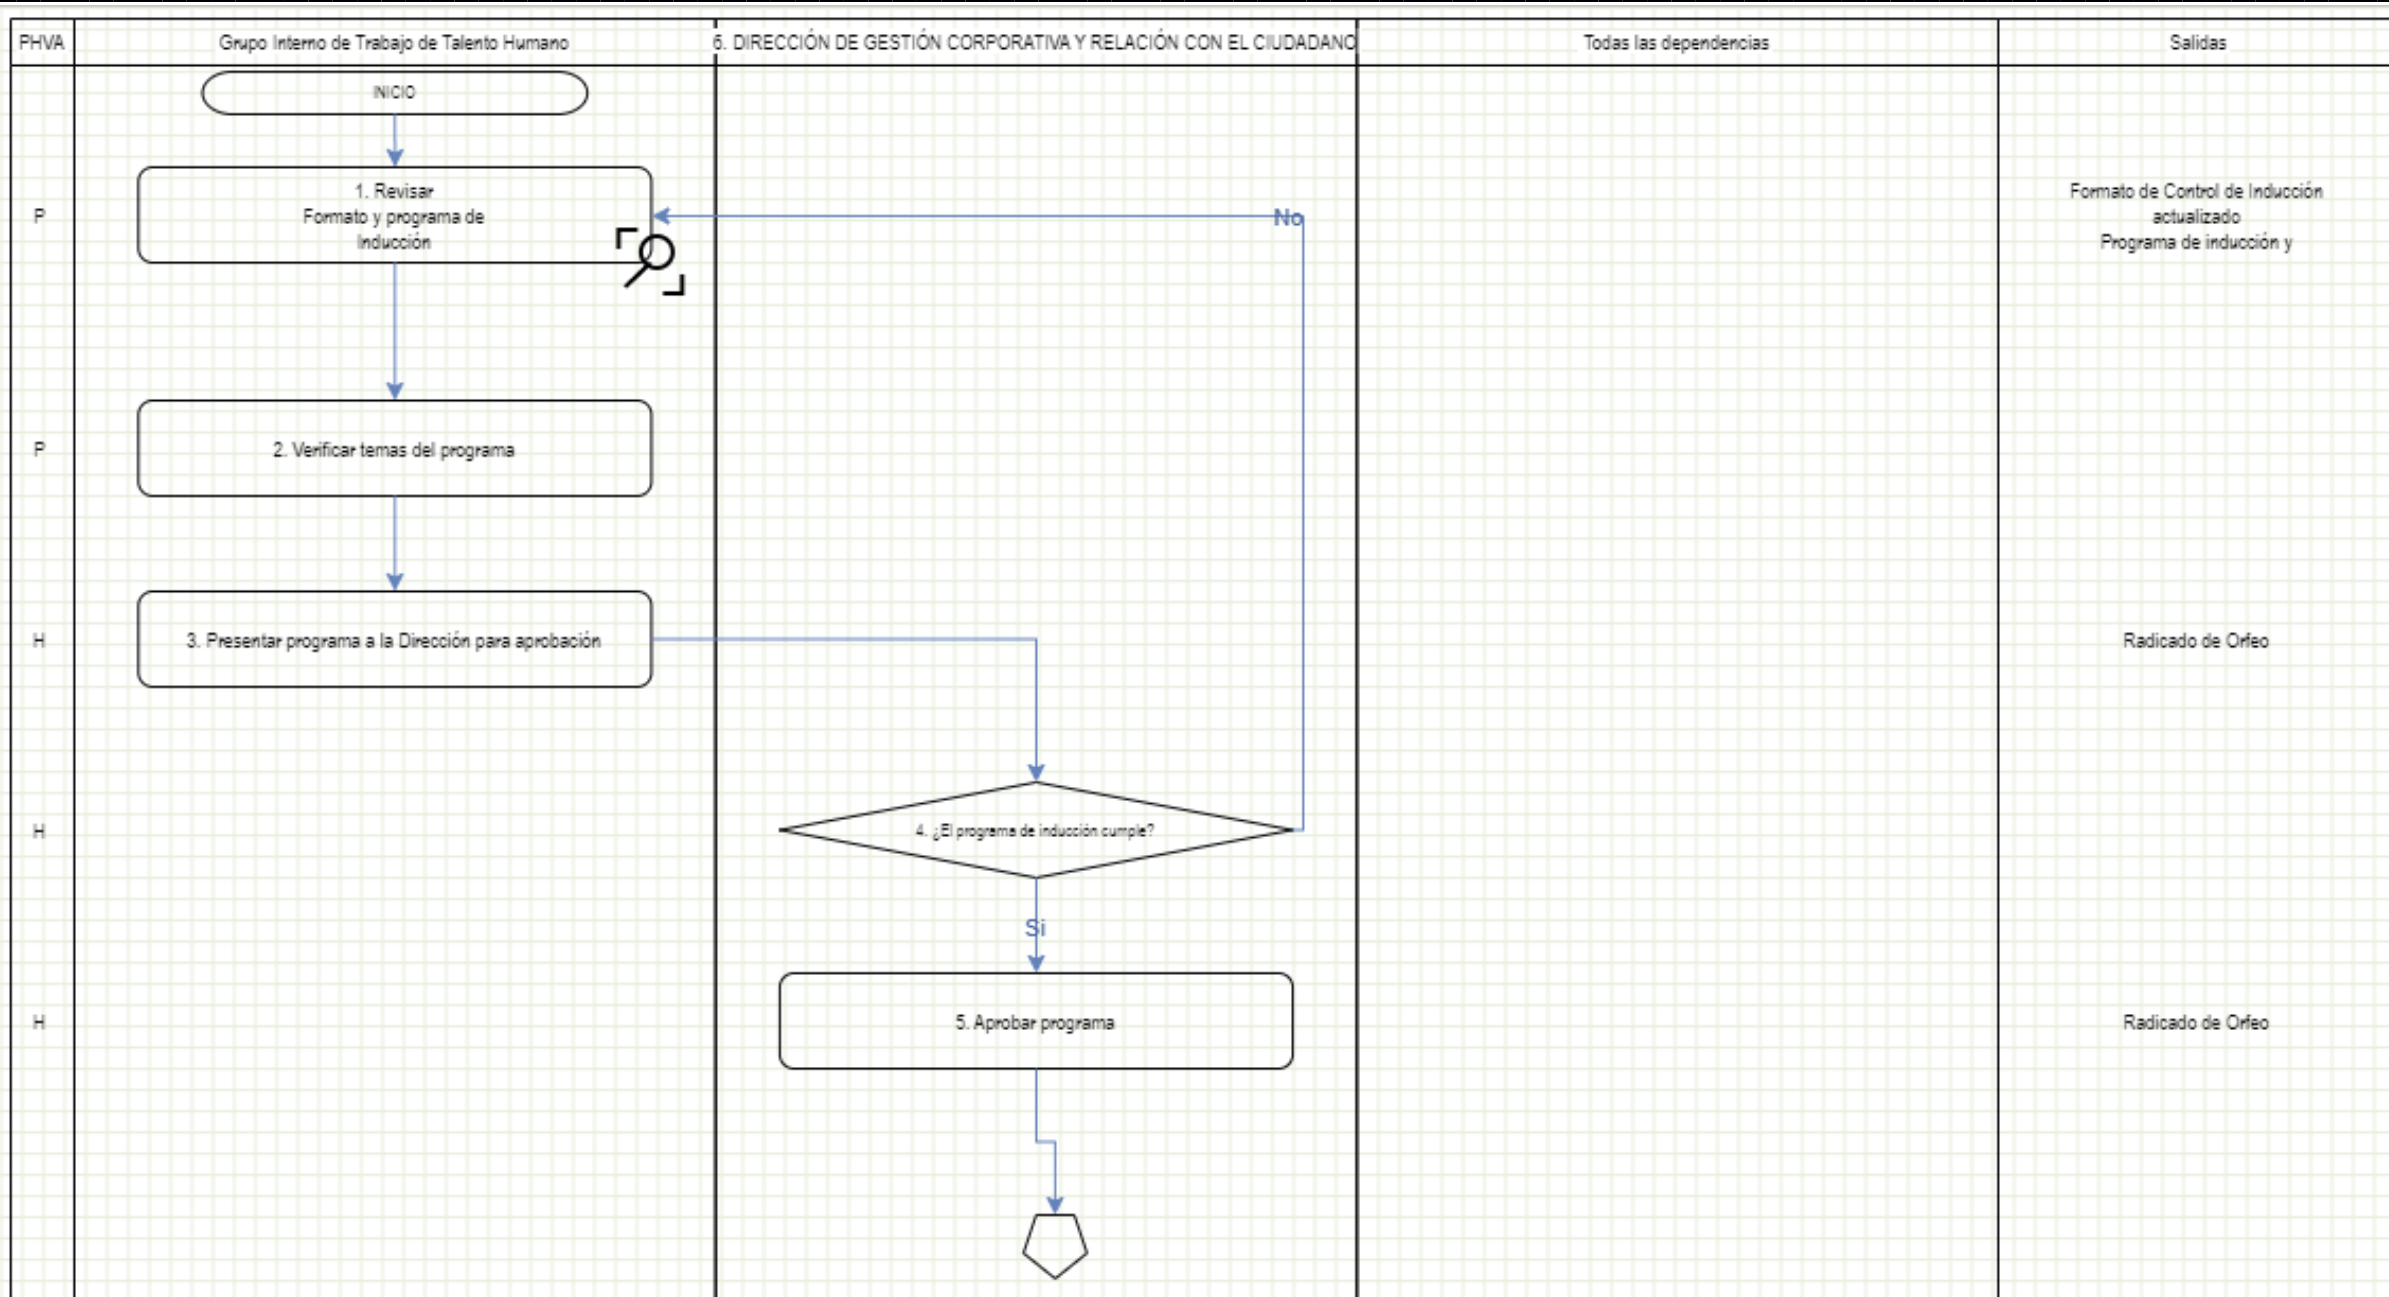 PHVA
Grupo Interno de Trabajo de Talento Humano
6. DIRECCIÓN DE GESTIÓN CORPORATIVA Y RELACIÓN CON EL CIUDADANO
Todas las dependencias
Salidas
INICIO
P
1. Revisar
Formato y programa de
Inducción
No
Formato de Control de Inducción
actualizado
Programa de inducción y
P
2. Verificar temas del programa
H
3. Presentar programa a la Dirección para aprobación
Radicado de Orfeo
H
4. ¿El programa de inducción cumple?
Si
H
5. Aprobar programa
Radicado de Orfeo